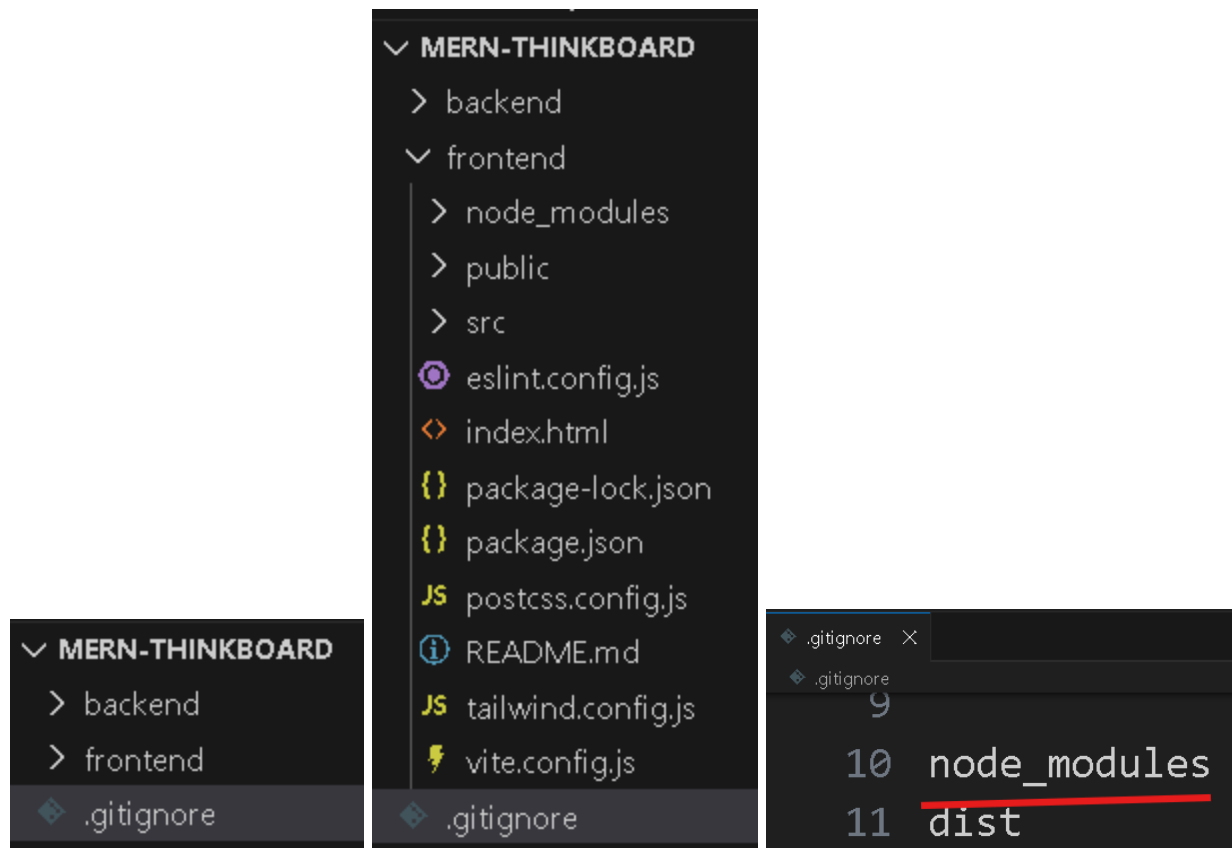 MERN-THINKBOARD
backend
frontend
.gitignore
MERN-THINKBOARD
backend
frontend
node_modules
public
src
eslint.config.js
index.html
{} package-lock.json
{} package.json
JS postcss.config.js
README.md
JS tailwind.config.js
vite.config.js
.gitignore
.gitignore
.gitignore
9
10 node_modules
11 dist